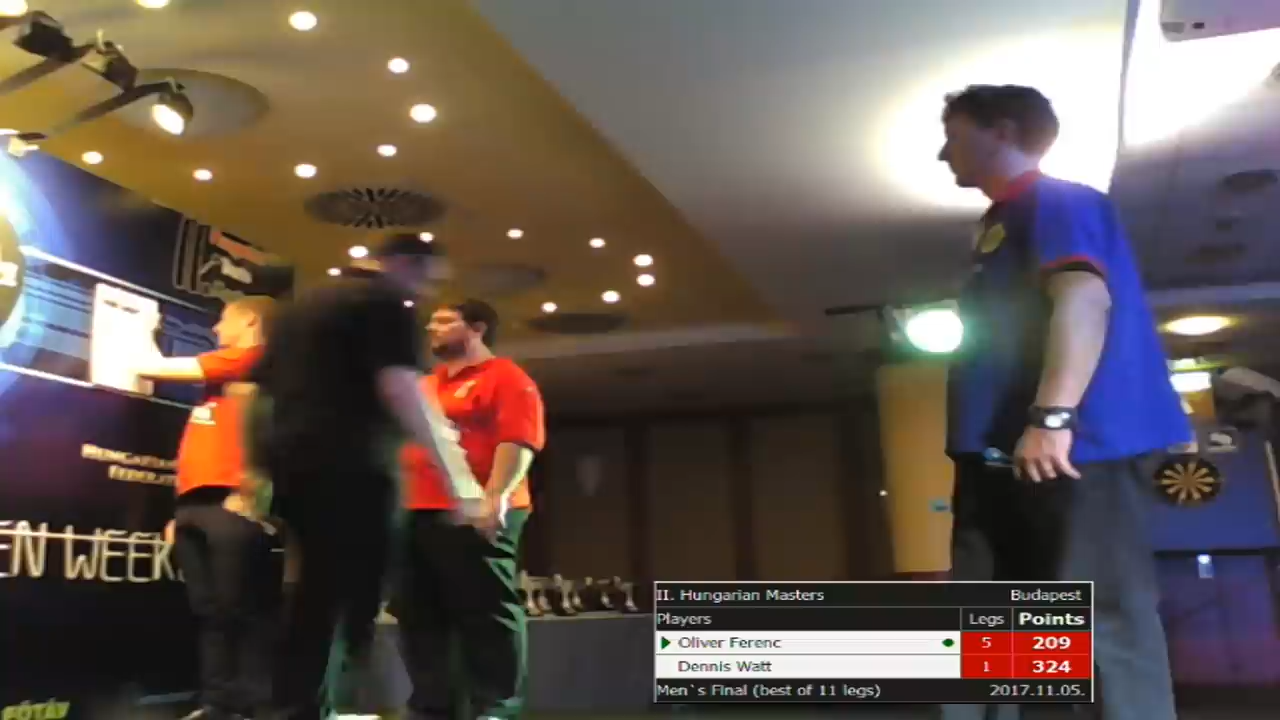 EN WEEK
FŐTÁV
II. Hungarian Masters Budapest
Players Legs Points
Oliver Ferenc 5 209
Dennis Watt 1 324
Men`s Final (best of 11 legs) 2017.11.05.